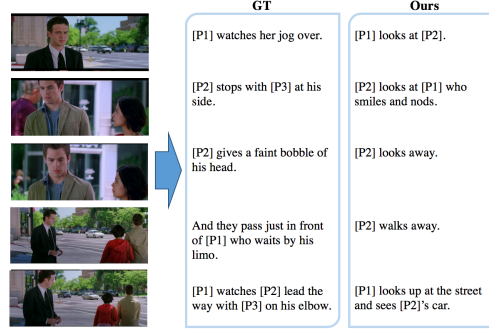 GT
Ours
[P1] watches her jog over.
[P1] looks at [P2].
[P2] stops with [P3] at his
side.
[P2] looks at [P1] who
smiles and nods.
[P2] gives a faint bobble of
his head.
[P2] looks away.
And they pass just in front
of [P1] who waits by his
limo.
[P2] walks away.
[P1] watches [P2] lead the
way with [P3] on his elbow.
[P1] looks up at the street
and sees [P2]'s car.